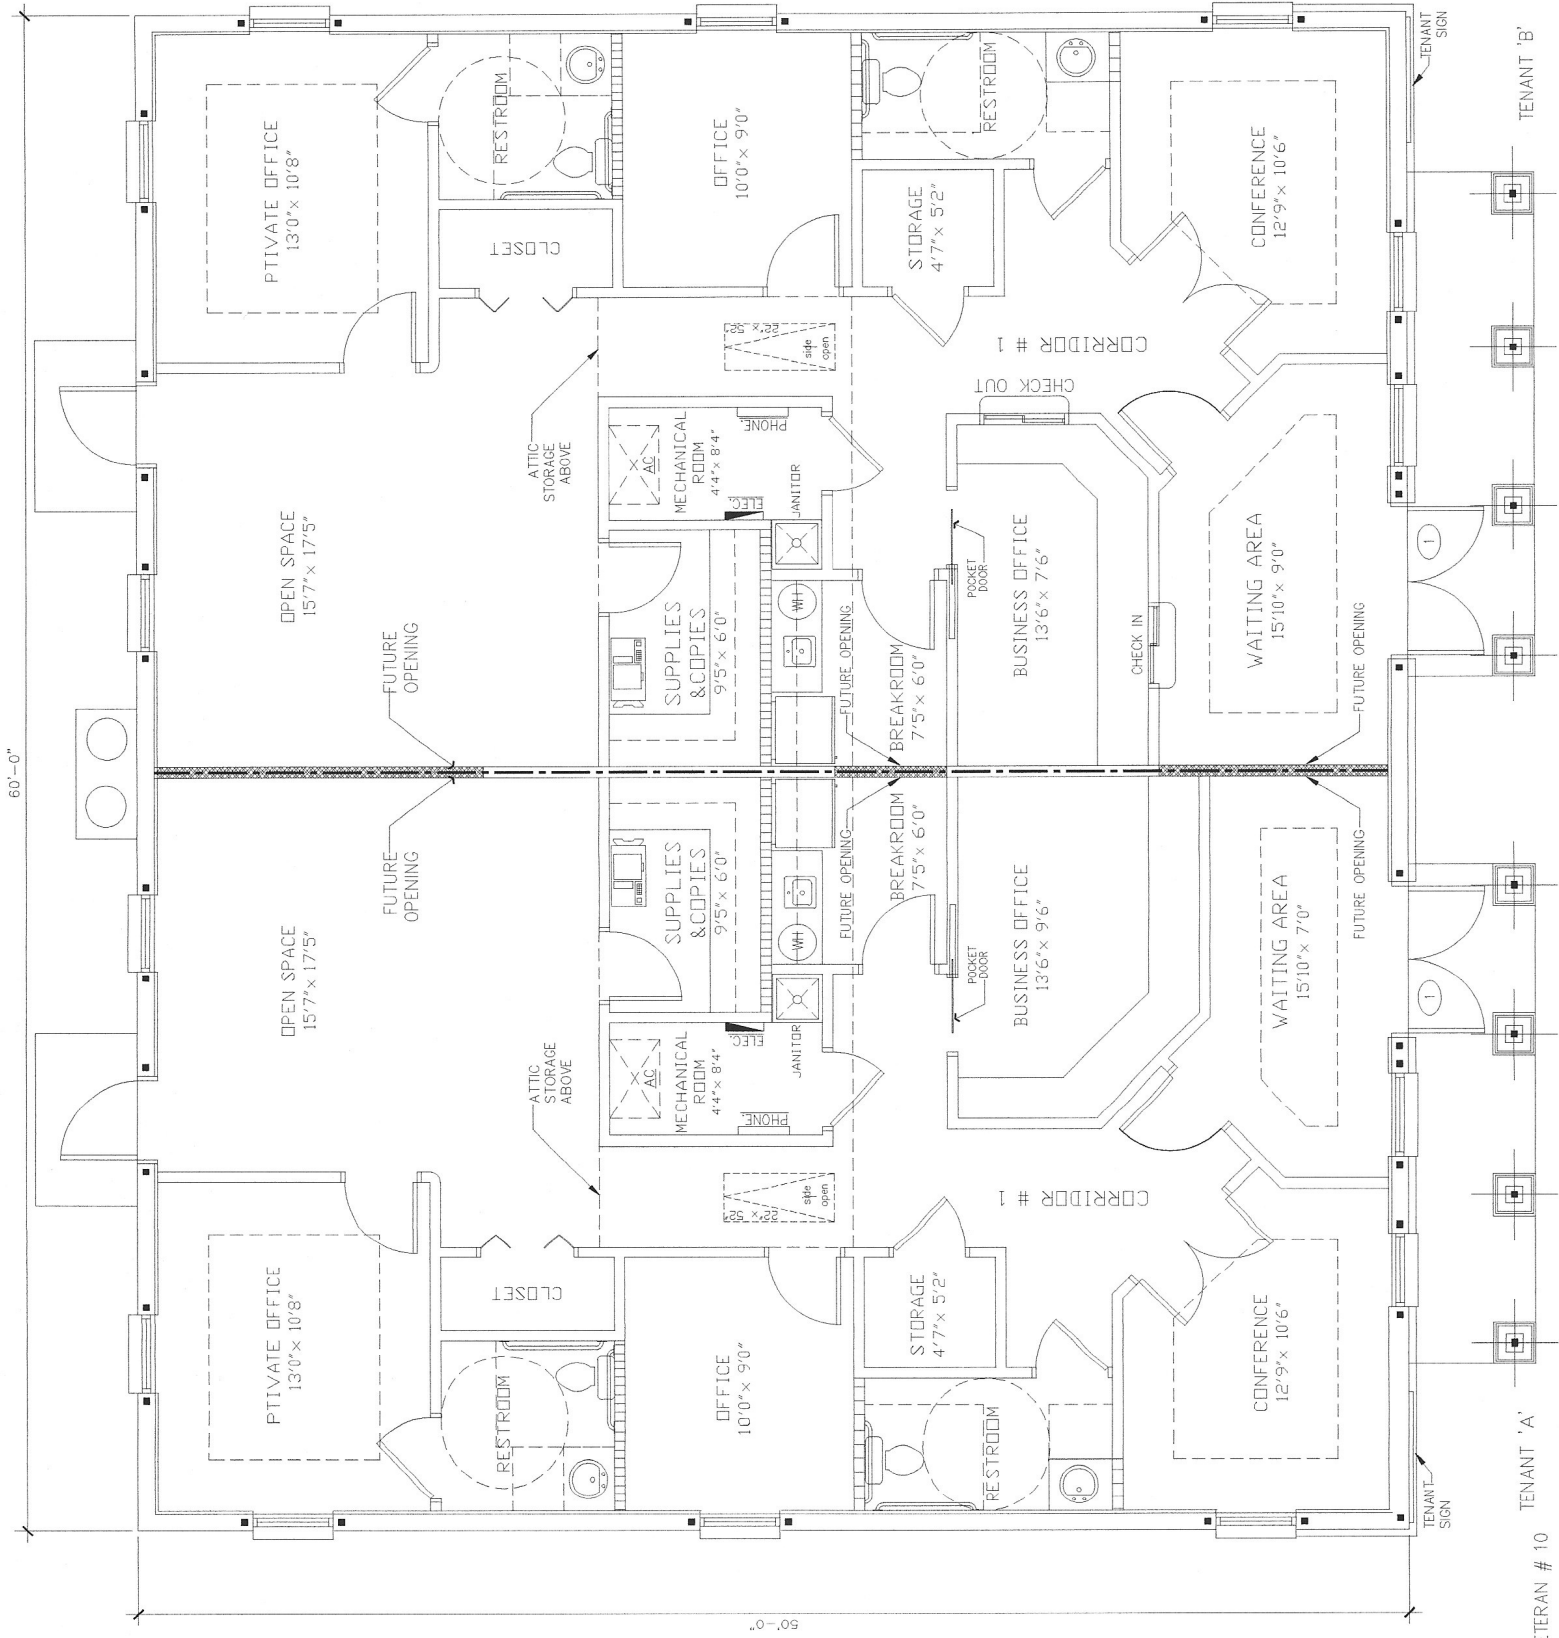 60'-0"
50'-0"
PTIVATE OFFICE
13'0" x 10'8"
RESTROOM
CLOSET
OPEN SPACE
15'7" x 17'5"
FUTURE
OPENING
ATTIC
STORAGE
ABOVE
OFFICE
10'0" x 9'0"
22" x 52"
side
open
MECHANICAL
ROOM
4'4" x 8'4"
AC
PHONE.
ELEC.
JANITOR
SUPPLIES
&COPIES
9'5" x 6'0"
WH
FUTURE OPENING
BREAKROOM
7'5" x 6'0"
RESTROOM
STORAGE
4'7" x 5'2"
CORRIDOR # 1
POCKET
DOOR
BUSINESS OFFICE
13'6" x 9'6"
CONFERENCE
12'9" x 10'6"
WAITING AREA
15'10" x 7'0"
FUTURE OPENING
1
TENANT
SIGN
TENANT 'A'
TERAN # 10
PTIVATE OFFICE
13'0" x 10'8"
RESTROOM
CLOSET
OPEN SPACE
15'7" x 17'5"
FUTURE
OPENING
ATTIC
STORAGE
ABOVE
OFFICE
10'0" x 9'0"
22" x 52"
side
open
MECHANICAL
ROOM
4'4" x 8'4"
AC
PHONE.
ELEC.
JANITOR
SUPPLIES
&COPIES
9'5" x 6'0"
WH
FUTURE OPENING
BREAKROOM
7'5" x 6'0"
RESTROOM
STORAGE
4'7" x 5'2"
CORRIDOR # 1
CHECK OUT
POCKET
DOOR
BUSINESS OFFICE
13'6" x 7'6"
CHECK IN
CONFERENCE
12'9" x 10'6"
WAITING AREA
15'10" x 9'0"
FUTURE OPENING
1
TENANT
SIGN
TENANT 'B'